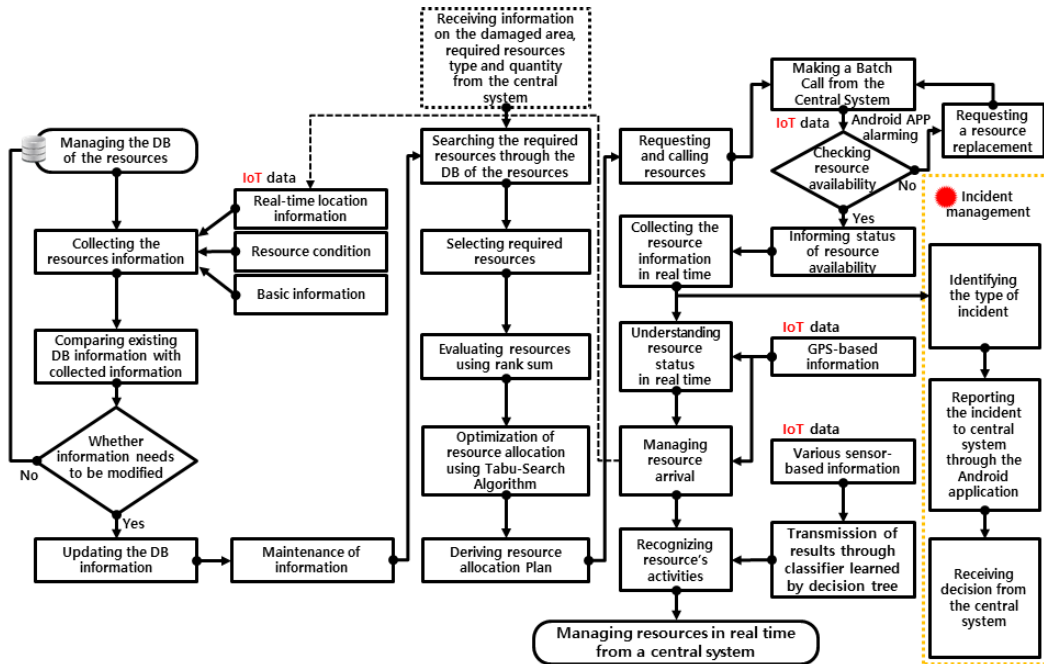 Receiving information
on the damaged area,
required resources
type and quantity
from the central
system
Managing the DB
of the resources
IoT data
Real-time location
information
Collecting the
resources information
Resource condition
Basic information
Comparing existing
DB information with
collected information
Whether
information needs
to be modified
No
Yes
Updating the DB
information
Maintenance of
information
Searching the required
resources through the
DB of the resources
Selecting required
resources
Evaluating resources
using rank sum
Optimization of
resource allocation
using Tabu-Search
Algorithm
Deriving resource
allocation Plan
Requesting
and calling
resources
Making a Batch
Call from the
Central System
IoT data
Android APP
alarming
Requesting
a resource
replacement
Checking
resource
availability
No
Yes
Informing status
of resource
availability
Collecting the
resource
information
in real time
Understanding
resource
status
in real time
IoT data
GPS-based
information
Managing
resource
arrival
IoT data
Various sensor-
based information
Recognizing
resource's
activities
Transmission of
results through
classifier learned
by decision tree
Managing resources in real time
from a central system
Incident
management
Identifying
the type of
incident
Reporting
the incident
to central
system
through the
Android
application
Receiving
decision from
the central
system